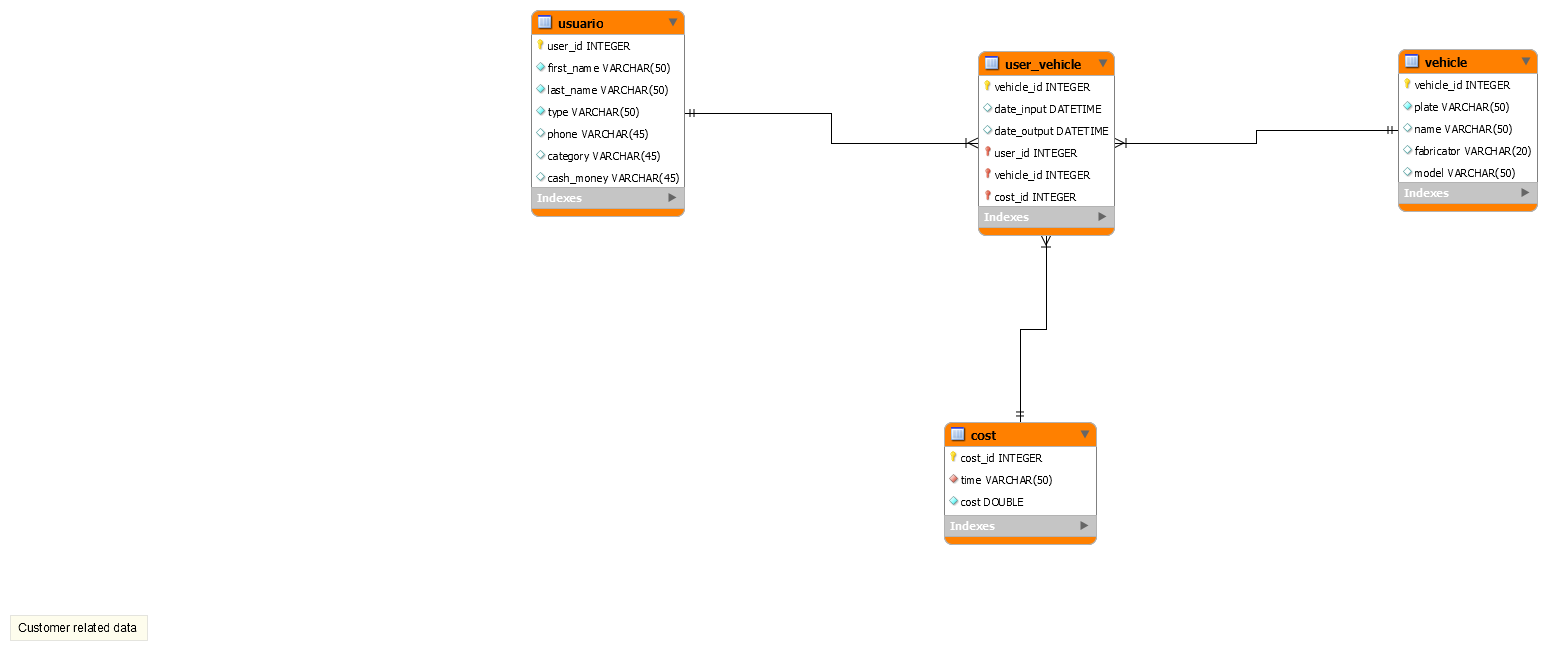 usuario
user_id INTEGER
first_name VARCHAR(50)
last_name VARCHAR(50)
type VARCHAR(50)
phone VARCHAR(45)
category VARCHAR(45)
cash_money VARCHAR(45)
Indexes
user_vehicle
vehicle_id INTEGER
date_input DATETIME
date_output DATETIME
user_id INTEGER
vehicle_id INTEGER
cost_id INTEGER
Indexes
vehicle
vehicle_id INTEGER
plate VARCHAR(50)
name VARCHAR(50)
fabricator VARCHAR(20)
model VARCHAR(50)
Indexes
cost
cost_id INTEGER
time VARCHAR(50)
cost DOUBLE
Indexes
Customer related data